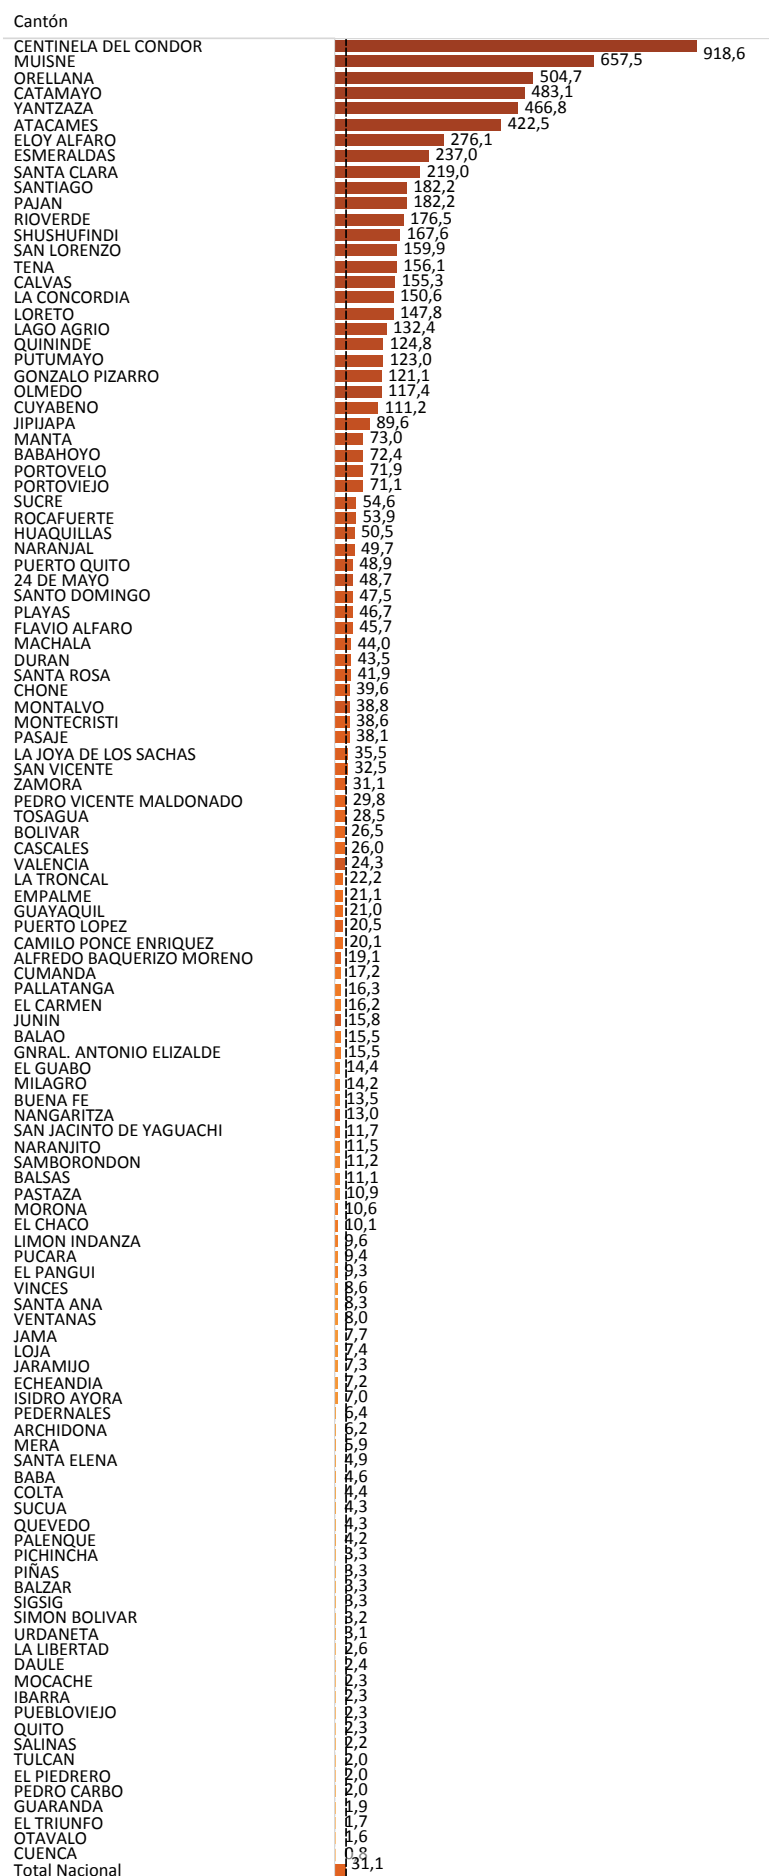 Cantón
CENTINELA DEL CONDOR 918,6
MUISNE 657,5
ORELLANA 504,7
CATAMAYO 483,1
YANTZAZA 466,8
ATACAMES 422,5
ELOY ALFARO 276,1
ESMERALDAS 237,0
SANTA CLARA 219,0
SANTIAGO 182,2
PAJAN 182,2
RIOVERDE 176,5
SHUSHUFINDI 167,6
SAN LORENZO 159,9
TENA 156,1
CALVAS 155,3
LA CONCORDIA 150,6
LORETO 147,8
LAGO AGRIO 132,4
QUININDE 124,8
PUTUMAYO 123,0
GONZALO PIZARRO 121,1
OLMEDO 117,4
CUYABENO 111,2
JIPIJAPA 89,6
MANTA 73,0
BABAHOYO 72,4
PORTOVELO 71,9
PORTOVIEJO 71,1
SUCRE 54,6
ROCAFUERTE 53,9
HUAQUILLAS 50,5
NARANJAL 49,7
PUERTO QUITO 48,9
24 DE MAYO 48,7
SANTO DOMINGO 47,5
PLAYAS 46,7
FLAVIO ALFARO 45,7
MACHALA 44,0
DURAN 43,5
SANTA ROSA 41,9
CHONE 39,6
MONTALVO 38,8
MONTECRISTI 38,6
PASAJE 38,1
LA JOYA DE LOS SACHAS 35,5
SAN VICENTE 32,5
ZAMORA 31,1
PEDRO VICENTE MALDONADO 29,8
TOSAGUA 28,5
BOLIVAR 26,5
CASCALES 26,0
VALENCIA 24,3
LA TRONCAL 22,2
EMPALME 21,1
GUAYAQUIL 21,0
PUERTO LOPEZ 20,5
CAMILO PONCE ENRIQUEZ 20,1
ALFREDO BAQUERIZO MORENO 19,1
CUMANDA 17,2
PALLATANGA 16,3
EL CARMEN 16,2
JUNIN 15,8
BALAO 15,5
GNRAL. ANTONIO ELIZALDE 15,5
EL GUABO 14,4
MILAGRO 14,2
BUENA FE 13,5
NANGARITZA 13,0
SAN JACINTO DE YAGUACHI 11,7
NARANJITO 11,5
SAMBORONDON 11,2
BALSAS 11,1
PASTAZA 10,9
MORONA 10,6
EL CHACO 10,1
LIMON INDANZA 9,6
PUCARA 9,4
EL PANGUI 9,3
VINCES 8,6
SANTA ANA 8,3
VENTANAS 8,0
JAMA 7,7
LOJA 7,4
JARAMIJO 7,3
ECHEANDIA 7,2
ISIDRO AYORA 7,0
PEDERNALES 6,4
ARCHIDONA 6,2
MERA 5,9
SANTA ELENA 4,9
BABA 4,6
COLTA 4,4
SUCUA 4,3
QUEVEDO 4,3
PALENQUE 4,2
PICHINCHA 3,3
PIÑAS 3,3
BALZAR 3,3
SIGSIG 3,3
SIMON BOLIVAR 3,2
URDANETA 3,1
LA LIBERTAD 2,6
DAULE 2,4
MOCACHE 2,3
IBARRA 2,3
PUEBLOVIEJO 2,3
QUITO 2,3
SALINAS 2,2
TULCAN 2,0
EL PIEDRERO 2,0
PEDRO CARBO 2,0
GUARANDA 1,9
EL TRIUNFO 1,7
OTAVALO 1,6
CUENCA 0,8
Total Nacional 31,1